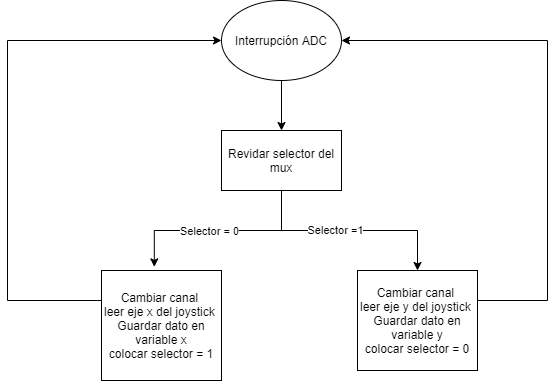 Interrupción ADC
Revidar selector del
mux
Selector = 0
Selector =1
Cambiar canal
leer eje x del joystick
Guardar dato en
variable x
colocar selector = 1
Cambiar canal
leer eje y del joystick
Guardar dato en
variable y
colocar selector = 0